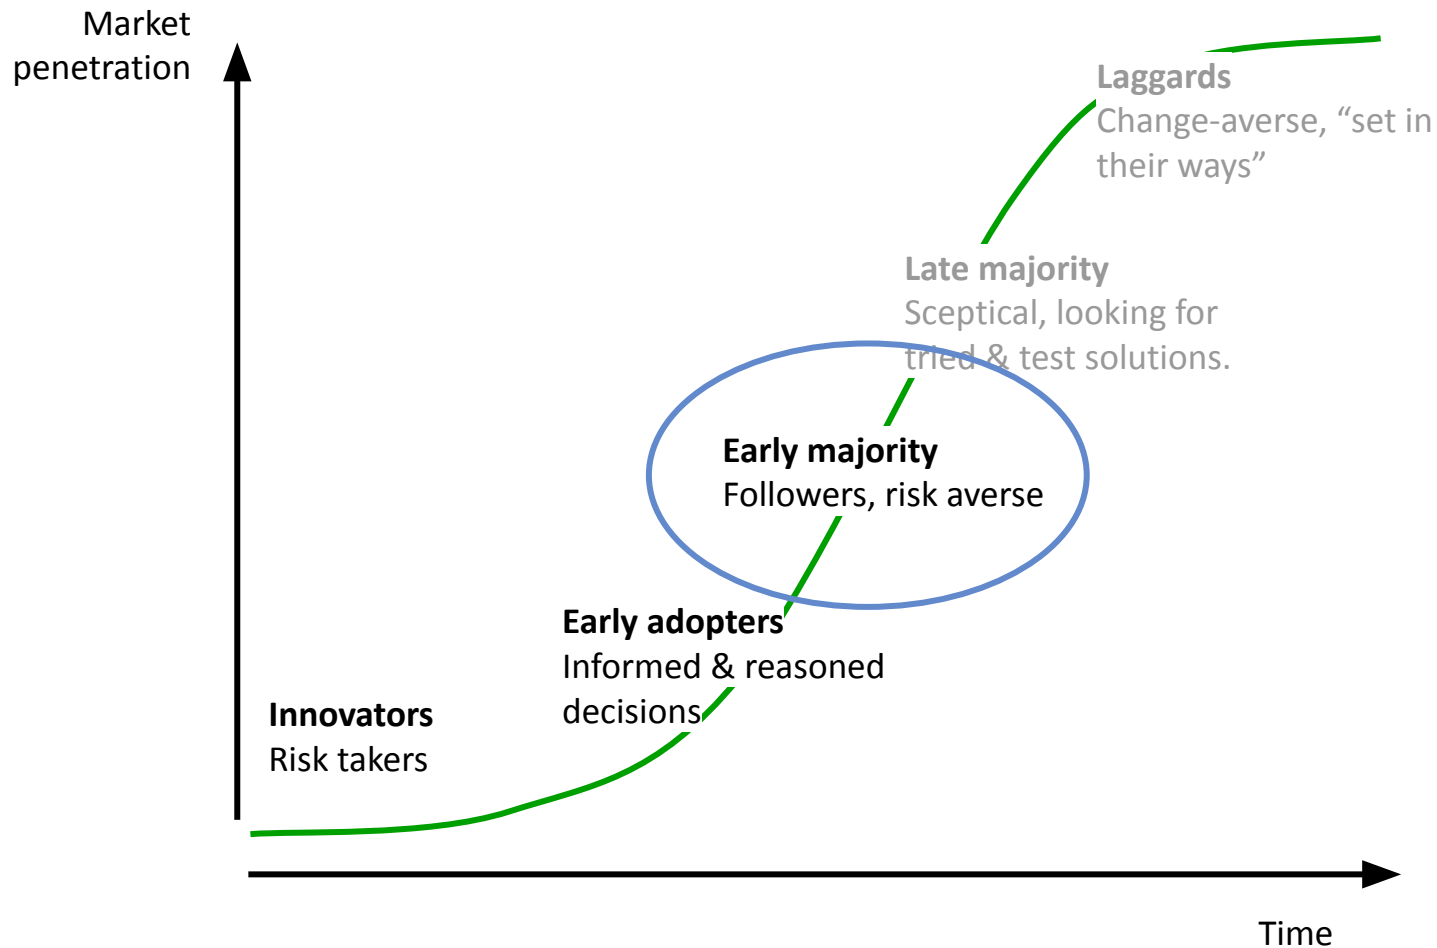 Market
penetration
Laggards
Change-averse, “set in
their ways”
Late majority
Sceptical, looking for
tried & test solutions.
Early majority
Followers, risk averse
Early adopters
Informed & reasoned
decisions
Innovators
Risk takers
Time